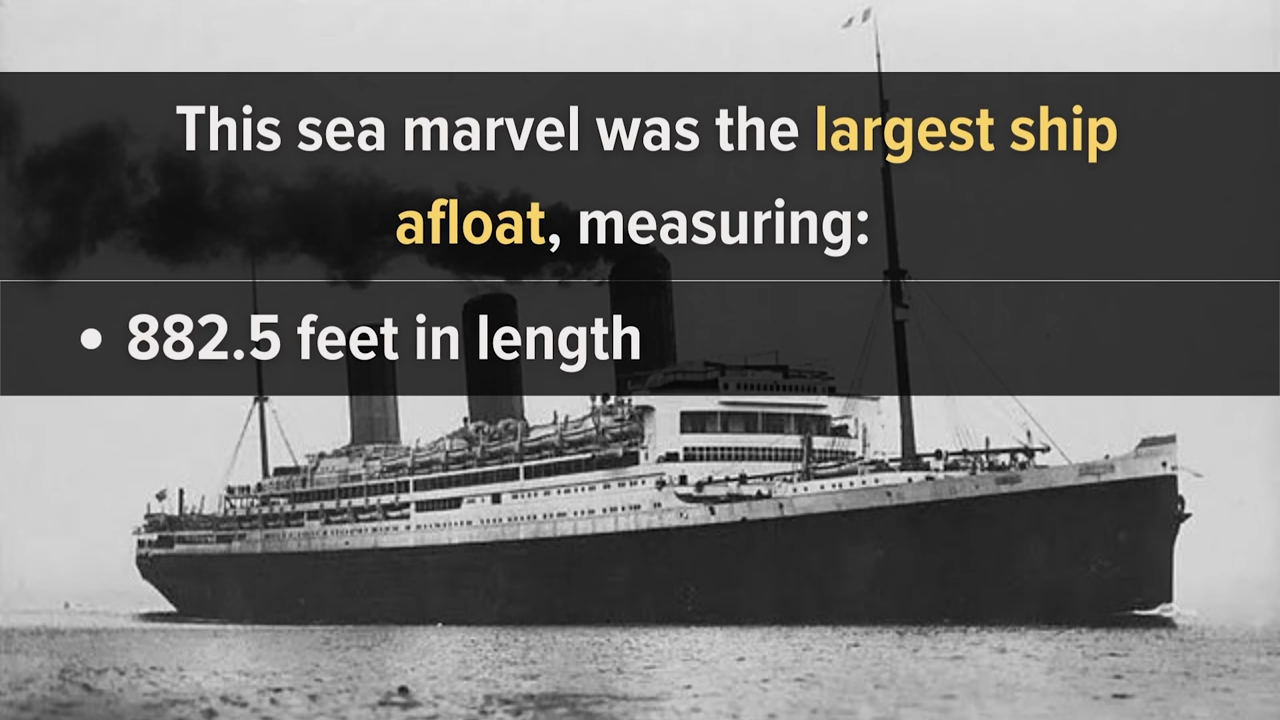 This sea marvel was the largest ship
afloat, measuring:
• 882.5 feet in length